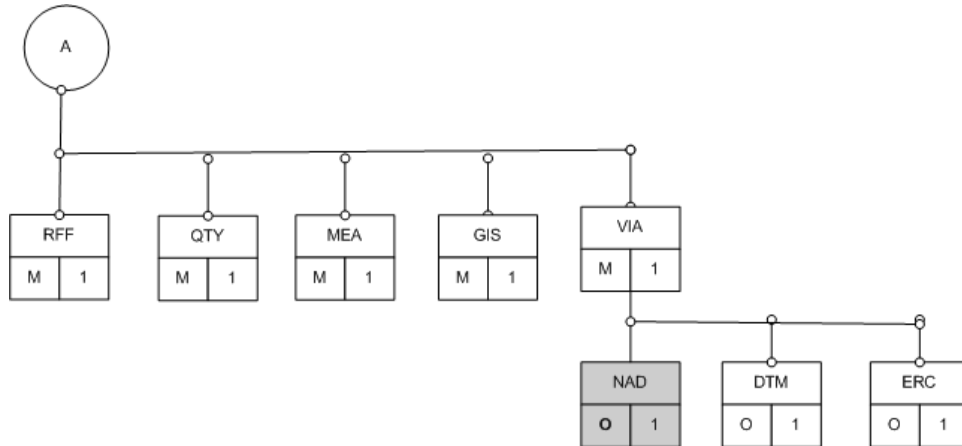 A
RFF
QTY
MEA
GIS
VIA
M 1
M 1
M 1
M 1
M 1
NAD
DTM
ERC
O 1
O 1
O 1